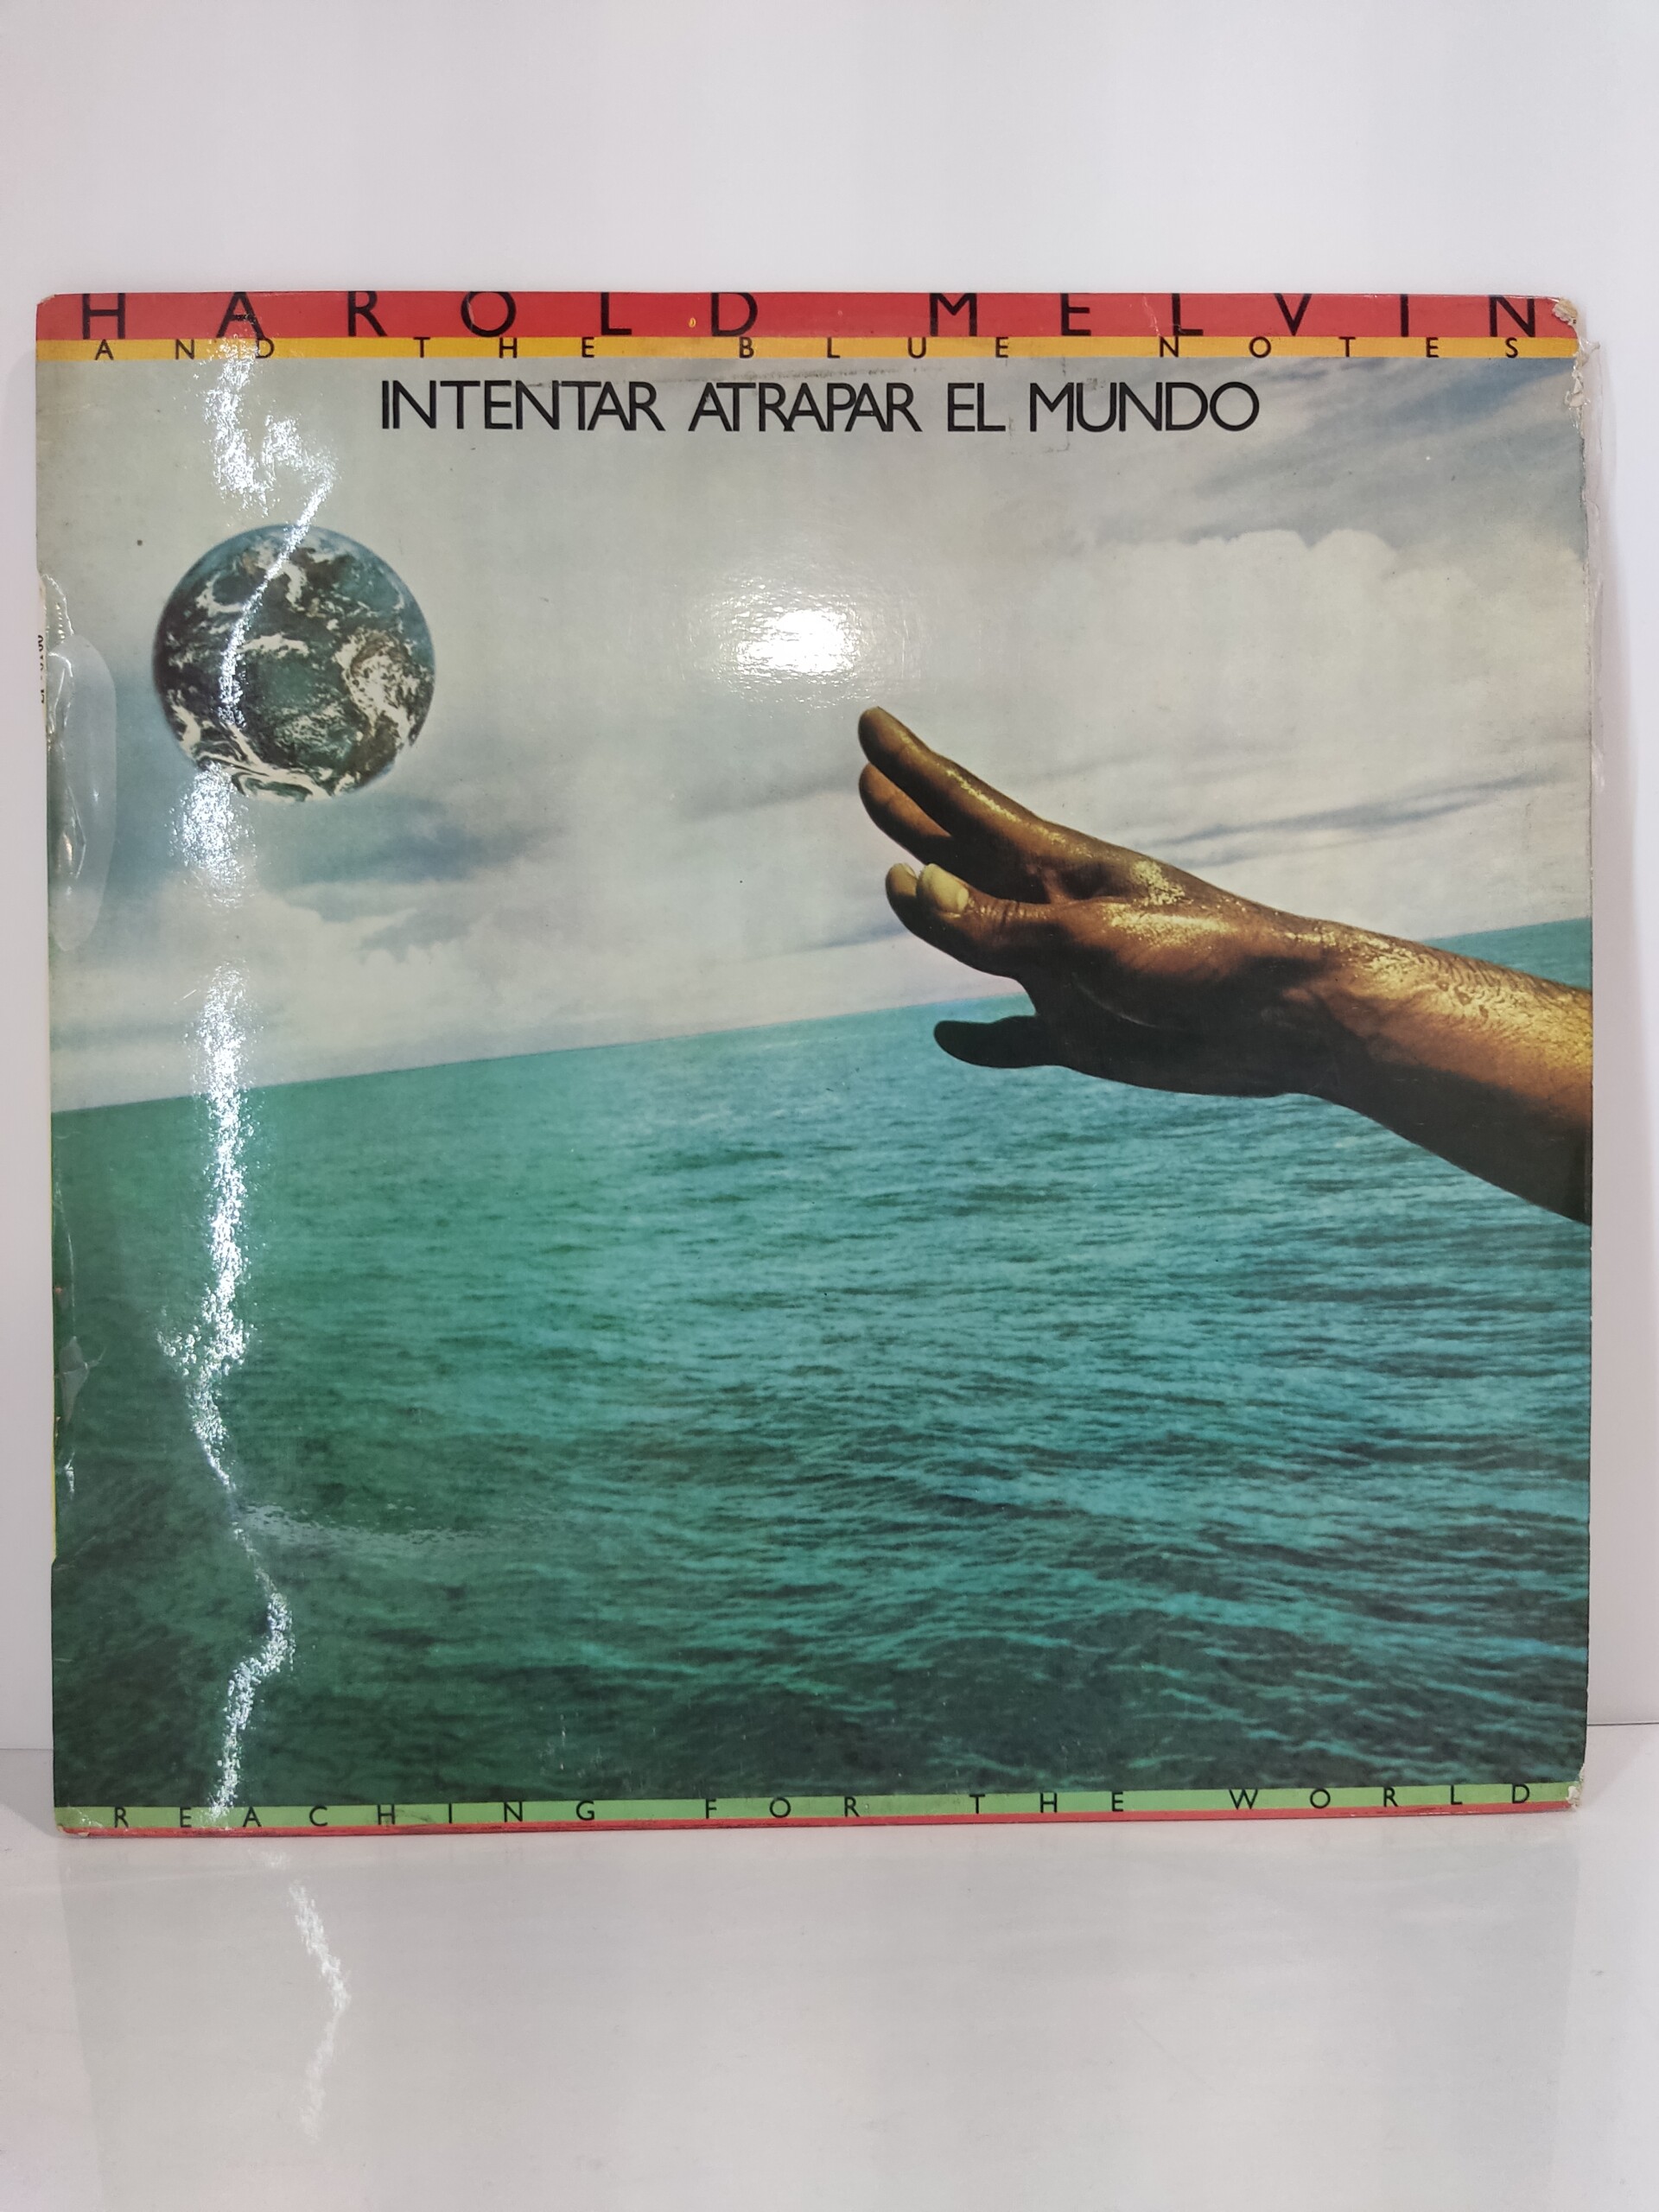 HAROLD MELVIN
AND THE BLUE NOTES
INTENTAR ATRAPAR EL MUNDO
REACHING FOR THE WORLD